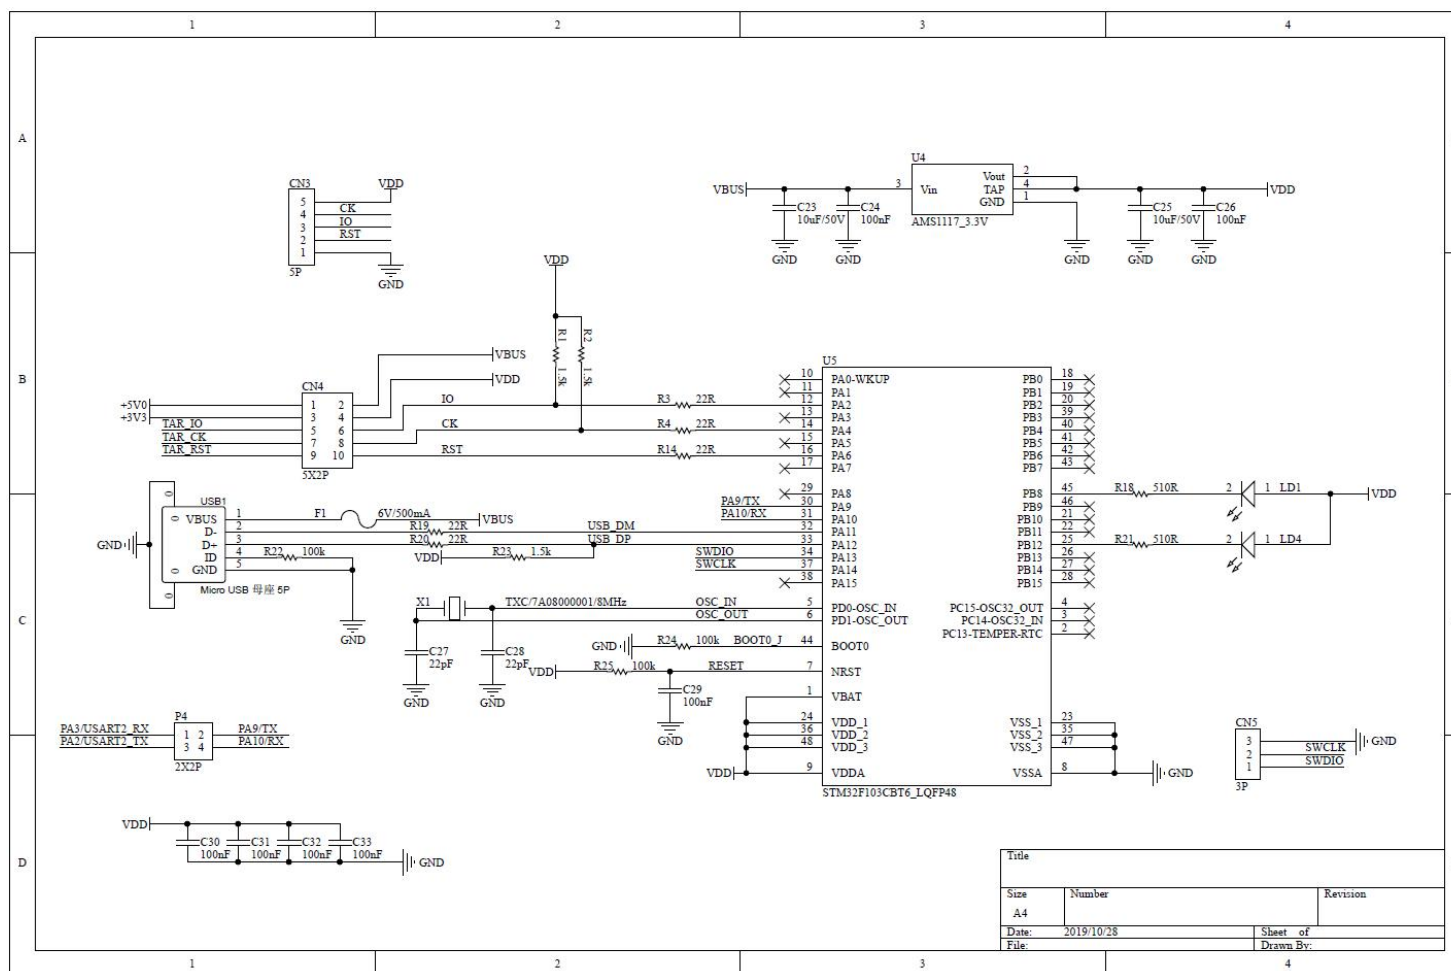 1 2 3 4
A
U4
CN3 VDD
5 CK
4 IO
3 RST
2
1
5P GND
VBUS 3 Vin Vout 2
TAP 4
GND 1
VDD
C23 10uF/50V
C24 100nF
AMS1117_3.3V
C25 10uF/50V
C26 100nF
GND GND GND GND GND
VDD
R1 1.5k
R2 1.5k
B
VBUS
VDD
CN4
+5V0 1 2
+3V3 3 4 IO R3 22R
TAR_IO 5 6 CK R4 22R
TAR_CK 7 8
TAR_RST 9 10 RST R14 22R
5X2P
U5
10 PA0-WKUP PB0 18
11 PA1 PB1 19
12 PA2 PB2 20
13 PA3 PB3 39
14 PA4 PB4 40
15 PA5 PB5 41
16 PA6 PB6 42
17 PA7 PB7 43
29 PA8 PB8 45 R18 510R 2 1 LD1 VDD
PA9/TX 30 PA9 PB9 46
PA10/RX 31 PA10 PB10 21
32 PA11 PB11 22
33 PA12 PB12 25 R21 510R 2 1 LD4
SWDIO 34 PA13 PB13 26
SWCLK 37 PA14 PB14 27
38 PA15 PB15 28
USB1
VBUS 1 F1 6V/500mA VBUS
D- 2 R19 22R USB_DM
D+ 3 R20 22R USB_DP
GND ID 4 R22 100k VDD R23 1.5k
GND 5
Micro USB 母座 5P
GND
C
X1 TXC/7A08000001/8MHz OSC_IN 5 PD0-OSC_IN PC15-OSC32_OUT 4
OSC_OUT 6 PD1-OSC_OUT PC14-OSC32_IN 3
PC13-TEMPER-RTC 2
C27 22pF
C28 22pF
GND R24 100k BOOT0_J 44 BOOT0
VDD R25 100k RESET 7 NRST
C29 100nF
GND GND GND
1 VBAT
24 VDD_1 VSS_1 23
36 VDD_2 VSS_2 35
48 VDD_3 VSS_3 47
VDD 9 VDDA VSSA 8 GND
STM32F103CBT6_LQFP48
P4
PA3/USART2_RX 1 2 PA9/TX
PA2/USART2_TX 3 4 PA10/RX
2X2P
CN5
3 GND
2 SWCLK
1 SWDIO
3P
D
VDD
C30 100nF
C31 100nF
C32 100nF
C33 100nF
GND
Title
Size Number Revision
A4
Date: 2019/10/28 Sheet of
File: Drawn By:
1 2 3 4